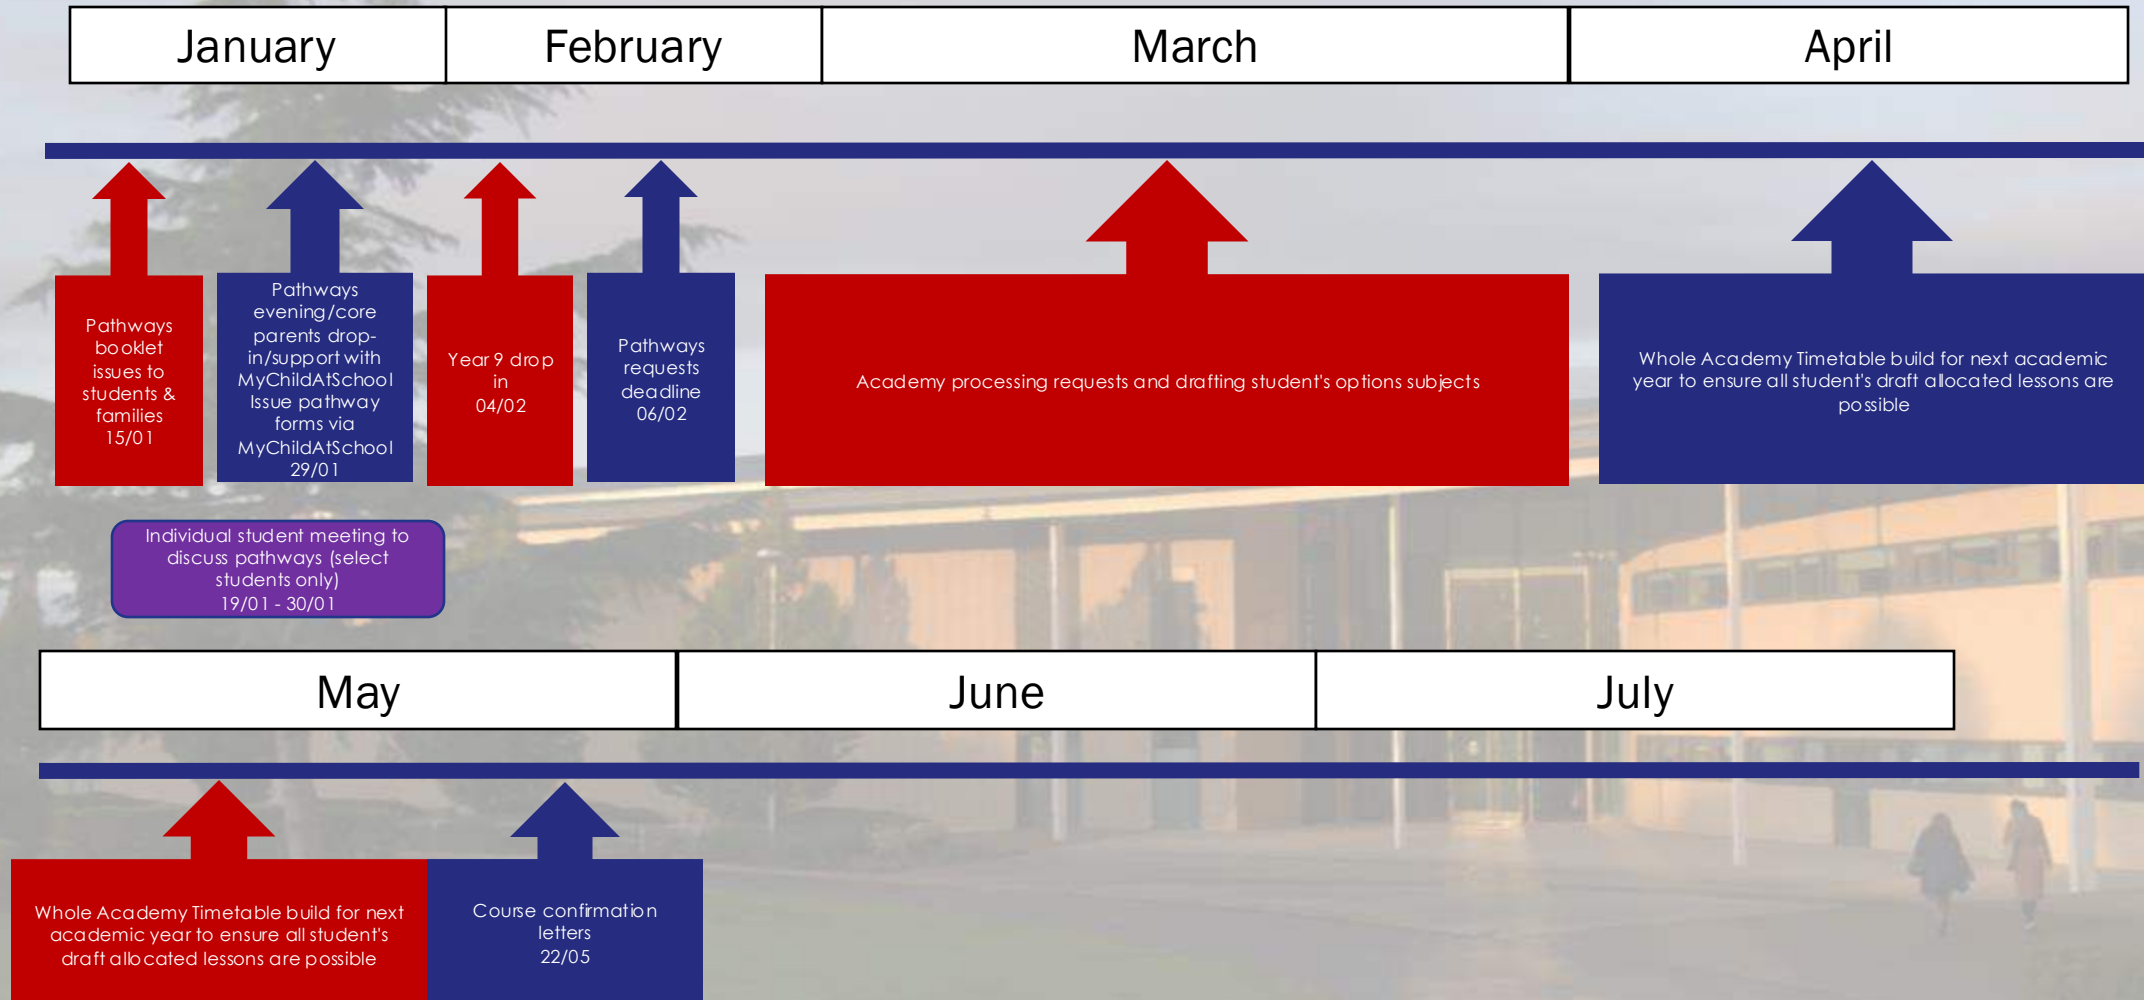 January
February
March
April
Pathways
booklet
issues to
students &
families
15/01
Pathways
evening/core
parents drop-
in/support with
MyChildAtSchool
Issue pathway
forms via
MyChildAtSchool
29/01
Year 9 drop
in
04/02
Pathways
requests
deadline
06/02
Academy processing requests and drafting student's options subjects
Whole Academy Timetable build for next academic
year to ensure all student's draft allocated lessons are
possible
Individual student meeting to
discuss pathways (select
students only)
19/01 - 30/01
May
June
July
Whole Academy Timetable build for next
academic year to ensure all student's
draft allocated lessons are possible
Course confirmation
letters
22/05